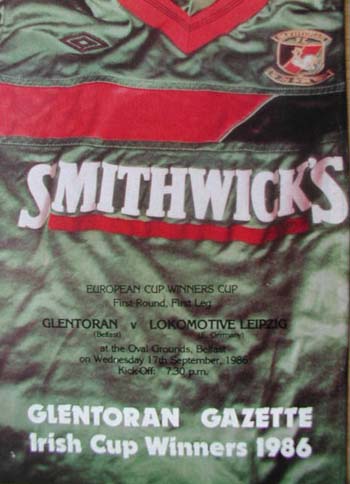 SMITHWICK'S
EUROPEAN CUP WINNERS CUP
First Round, First Leg
GLENTORAN v LOKOMOTIVE LEIPZIG
(Belfast) (E. Germany)
at the Oval Grounds, Belfast
on Wednesday 17th September, 1986
Kick-Off: 7.30 p.m.
GLENTORAN GAZETTE
Irish Cup Winners 1986